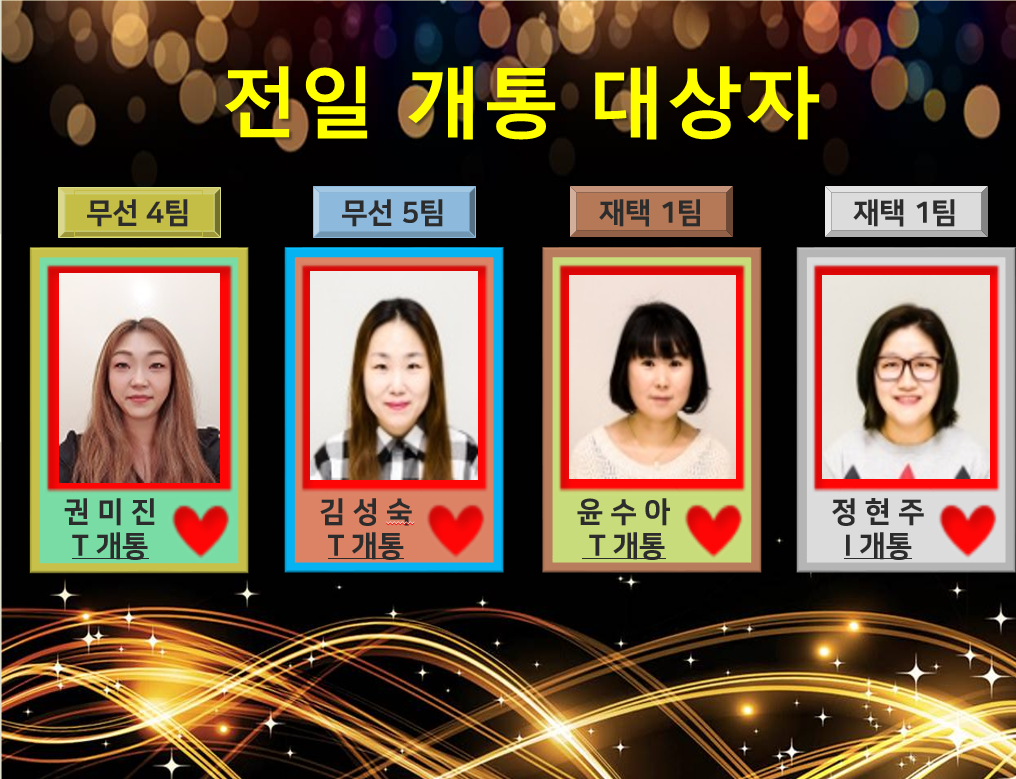 전일 개통 대상자
무선 4팀
무선 5팀
재택 1팀
재택 1팀
권 미 진
T 개통
김 성 숙
T 개통
윤 수 아
T 개통
정 현 주
I 개통